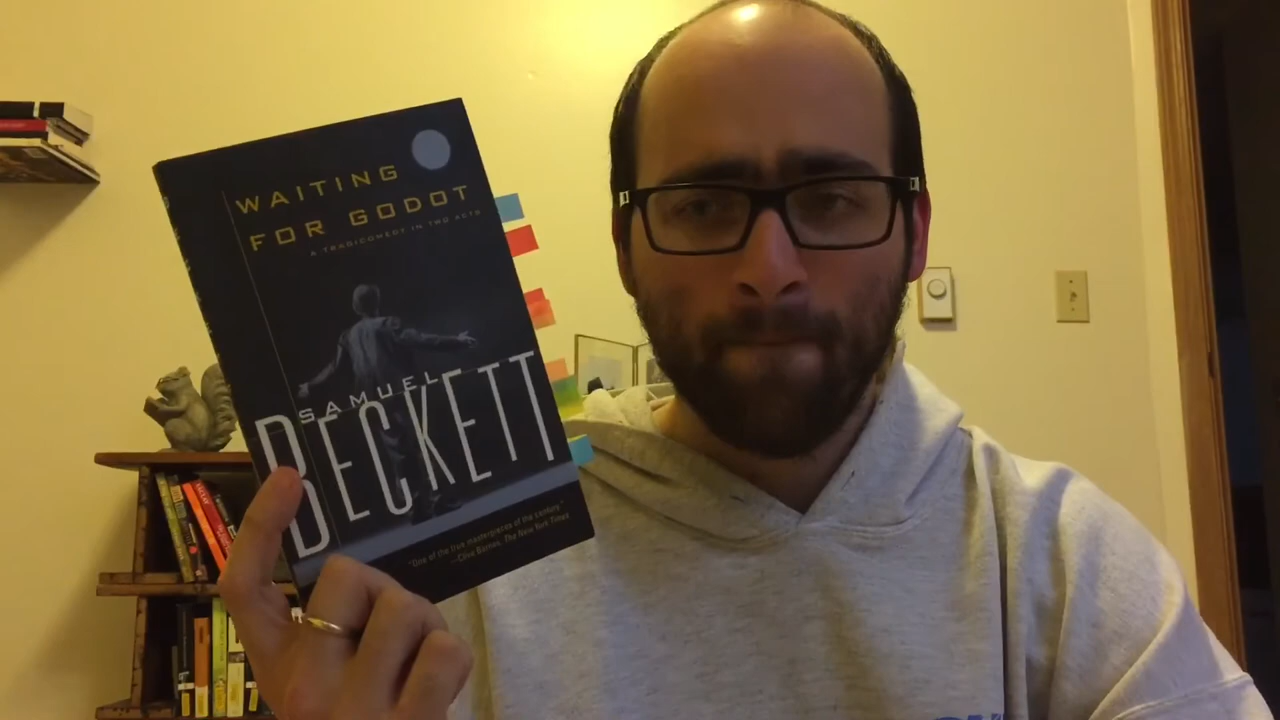 WAITING
FOR GODOT
A TRAGICOMEDY IN TWO ACTS
SAMUEL
BECKETT
"One of the true masterpieces of the century."
—Clive Barnes, The New York Times